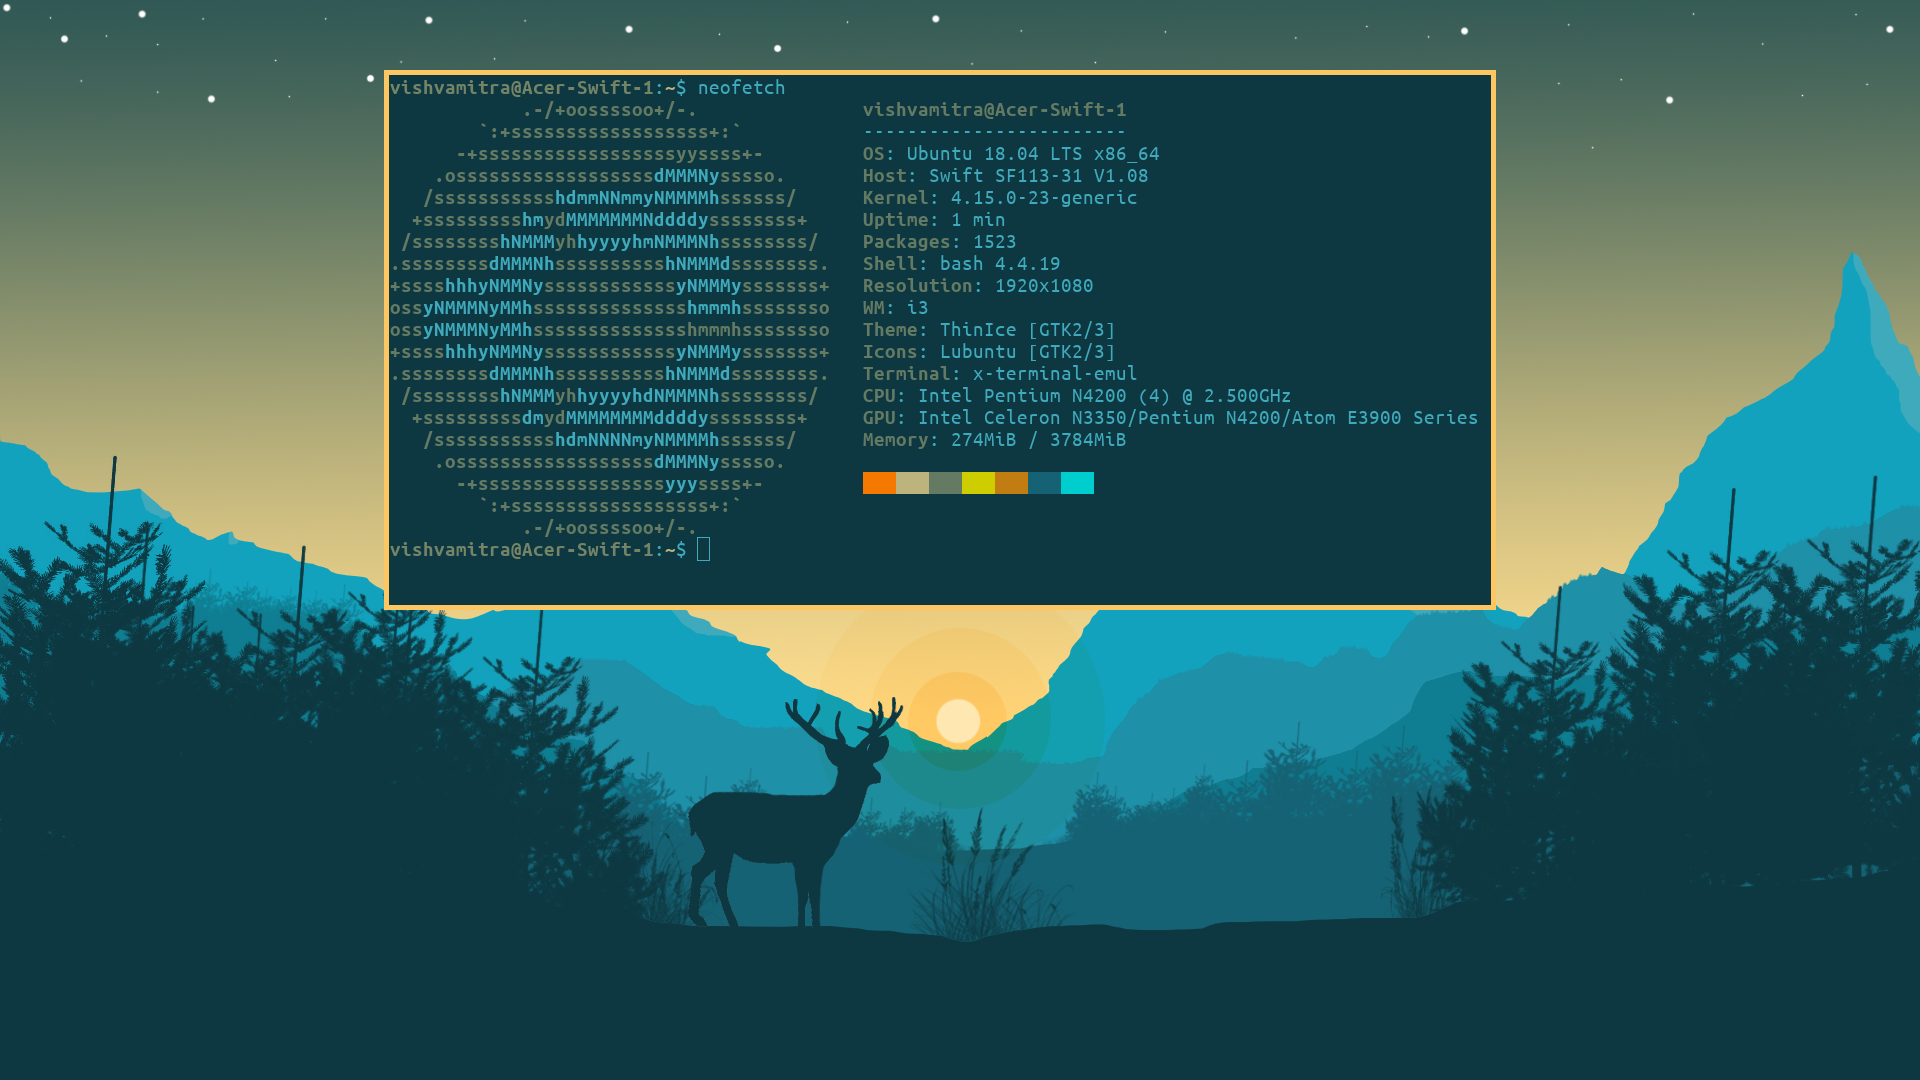 vishvamitra@Acer-Swift-1:~$ neofetch
.-/+oossssoo+/-. vishvamitra@Acer-Swift-1
`:+ssssssssssssssssss+:` ------------------------
-+ssssssssssssssssssyyssss+- OS: Ubuntu 18.04 LTS x86_64
.ossssssssssssssssssdMMMNysssso. Host: Swift SF113-31 V1.08
/ssssssssssshdmmNNmmyNMMMMhssssss/ Kernel: 4.15.0-23-generic
+ssssssssshmydMMMMMMMNddddyssssssss+ Uptime: 1 min
/sssssssshNMMMyhhyyyyhmNMMMNhssssssss/ Packages: 1523
.ssssssssdMMMNhsssssssssshNMMMdssssssss. Shell: bash 4.4.19
+sssshhhyNMMNyssssssssssssyNMMMysssssss+ Resolution: 1920x1080
ossyNMMMNyMMhsssssssssssssshmmmhssssssso WM: i3
ossyNMMMNyMMhsssssssssssssshmmmhssssssso Theme: ThinIce [GTK2/3]
+sssshhhyNMMNyssssssssssssyNMMMysssssss+ Icons: Lubuntu [GTK2/3]
.ssssssssdMMMNhsssssssssshNMMMdssssssss. Terminal: x-terminal-emul
/sssssssshNMMMyhhyyyyhdNMMMNhssssssss/ CPU: Intel Pentium N4200 (4) @ 2.500GHz
+sssssssssdmydMMMMMMMMddddyssssssss+ GPU: Intel Celeron N3350/Pentium N4200/Atom E3900 Series
/ssssssssssshdmNNNNmyNMMMMhssssss/ Memory: 274MiB / 3784MiB
.ossssssssssssssssssdMMMNysssso.
-+sssssssssssssssssyyyssss+-
`:+ssssssssssssssssss+:`
.-/+oossssoo+/-.
vishvamitra@Acer-Swift-1:~$